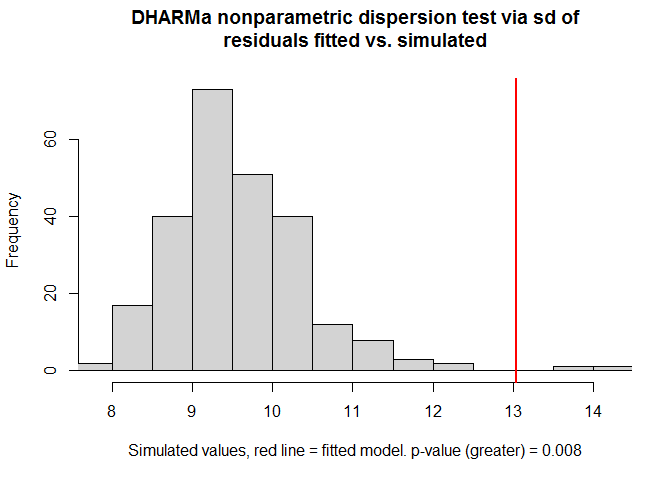 DHARMa nonparametric dispersion test via sd of
residuals fitted vs. simulated
Frequency
60
40
20
0
8 9 10 11 12 13 14
Simulated values, red line = fitted model. p-value (greater) = 0.008